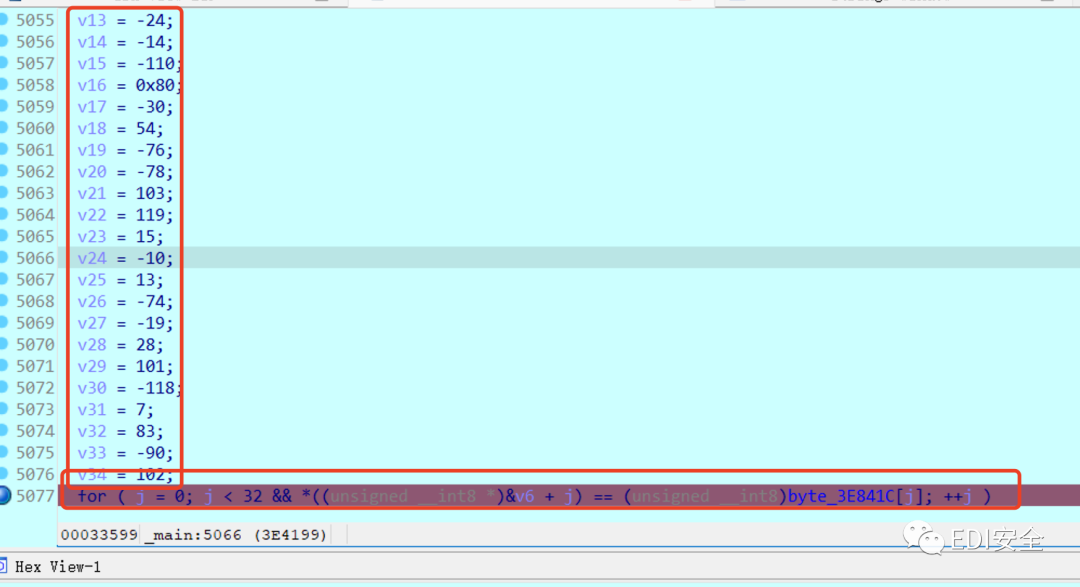 5055 v13 = -24;
5056 v14 = -14;
5057 v15 = -110;
5058 v16 = 0x80;
5059 v17 = -30;
5060 v18 = 54;
5061 v19 = -76;
5062 v20 = -78;
5063 v21 = 103;
5064 v22 = 119;
5065 v23 = 15;
5066 v24 = -10;
5067 v25 = 13;
5068 v26 = -74;
5069 v27 = -19;
5070 v28 = 28;
5071 v29 = 101;
5072 v30 = -118;
5073 v31 = 7;
5074 v32 = 83;
5075 v33 = -90;
5076 v34 = 102;
5077 for ( j = 0; j < 32 && *((unsigned __int8 *)&v6 + j) == (unsigned __int8)byte_3E841C[j]; ++j )
00033599 _main:5066 (3E4199)
EDI安全
Hex View-1